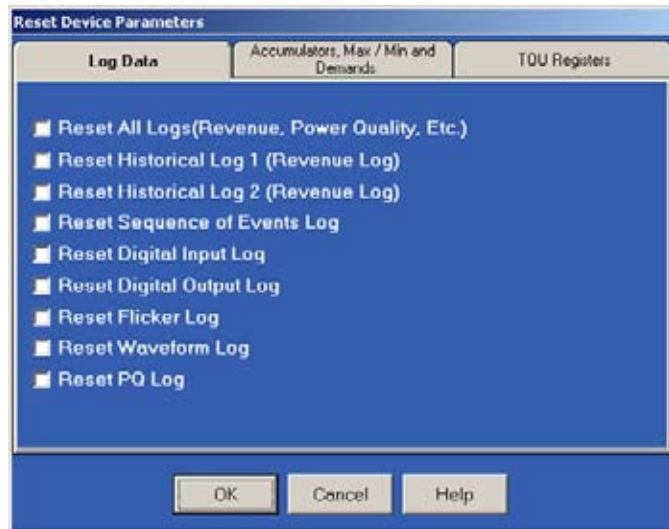 Reset Device Parameters
Log Data
Accumulators, Max / Min and
Demands
TOU Registers
Reset All Logs(Revenue, Power Quality, Etc.)
Reset Historical Log 1 (Revenue Log)
Reset Historical Log 2 (Revenue Log)
Reset Sequence of Events Log
Reset Digital Input Log
Reset Digital Output Log
Reset Flicker Log
Reset Waveform Log
Reset PQ Log
OK
Cancel
Help